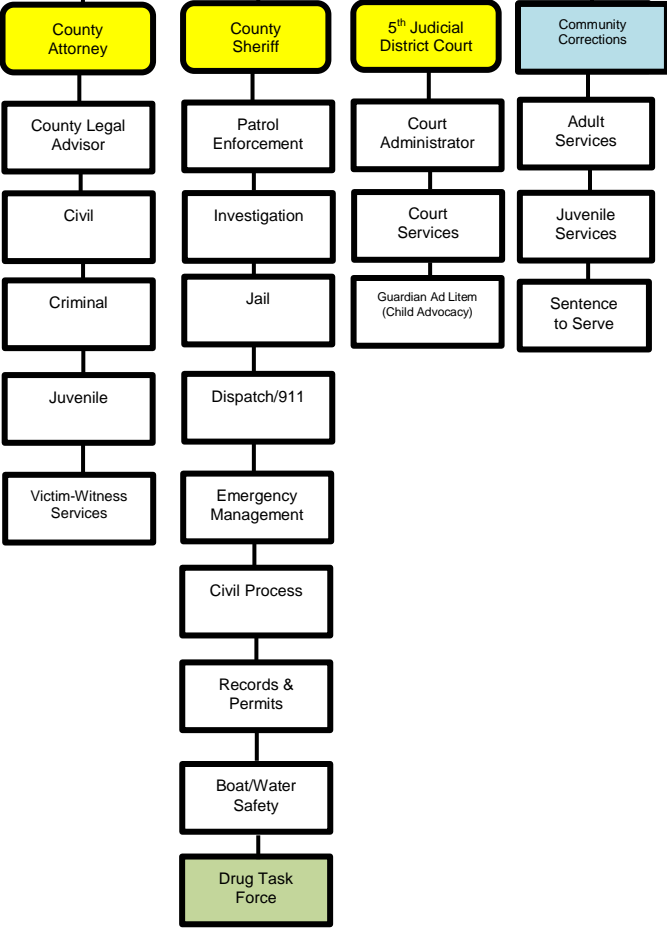 County
Attorney
County Legal
Advisor
Civil
Criminal
Juvenile
Victim-Witness
Services
County
Sheriff
Patrol
Enforcement
Investigation
Jail
Dispatch/911
Emergency
Management
Civil Process
Records &
Permits
Boat/Water
Safety
Drug Task
Force
5th Judicial
District Court
Court
Administrator
Court
Services
Guardian Ad Litem
(Child Advocacy)
Community
Corrections
Adult
Services
Juvenile
Services
Sentence
to Serve